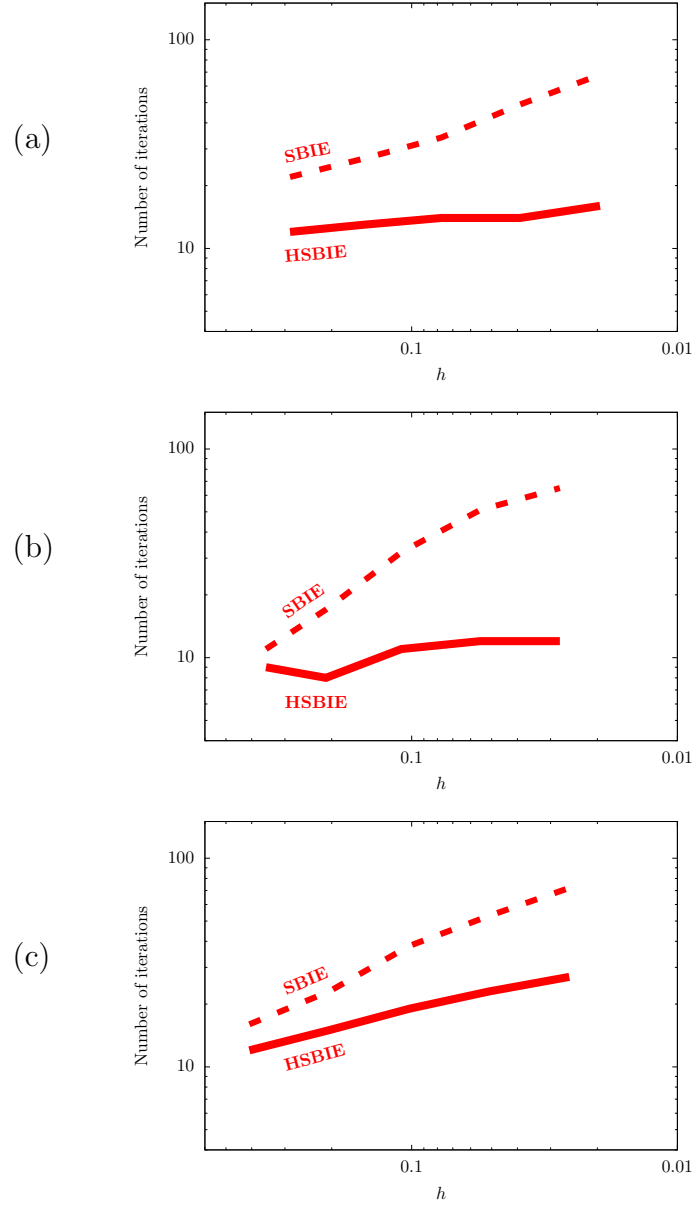 (a)
Number of iterations
100
10
SBIE
HSBIE
0.1
0.01
h
(b)
Number of iterations
100
10
SBIE
HSBIE
0.1
0.01
h
(c)
Number of iterations
100
10
SBIE
HSBIE
0.1
0.01
h